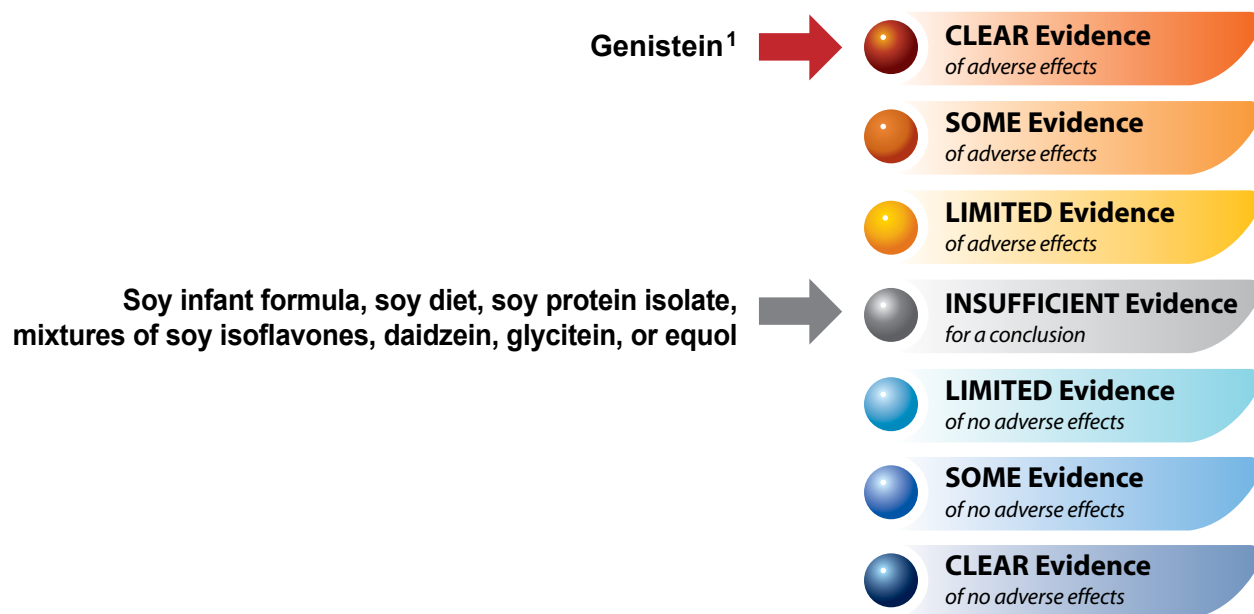 Genistein¹
CLEAR Evidence
of adverse effects
SOME Evidence
of adverse effects
LIMITED Evidence
of adverse effects
Soy infant formula, soy diet, soy protein isolate,
mixtures of soy isoflavones, daidzein, glycitein, or equol
INSUFFICIENT Evidence
for a conclusion
LIMITED Evidence
of no adverse effects
SOME Evidence
of no adverse effects
CLEAR Evidence
of no adverse effects